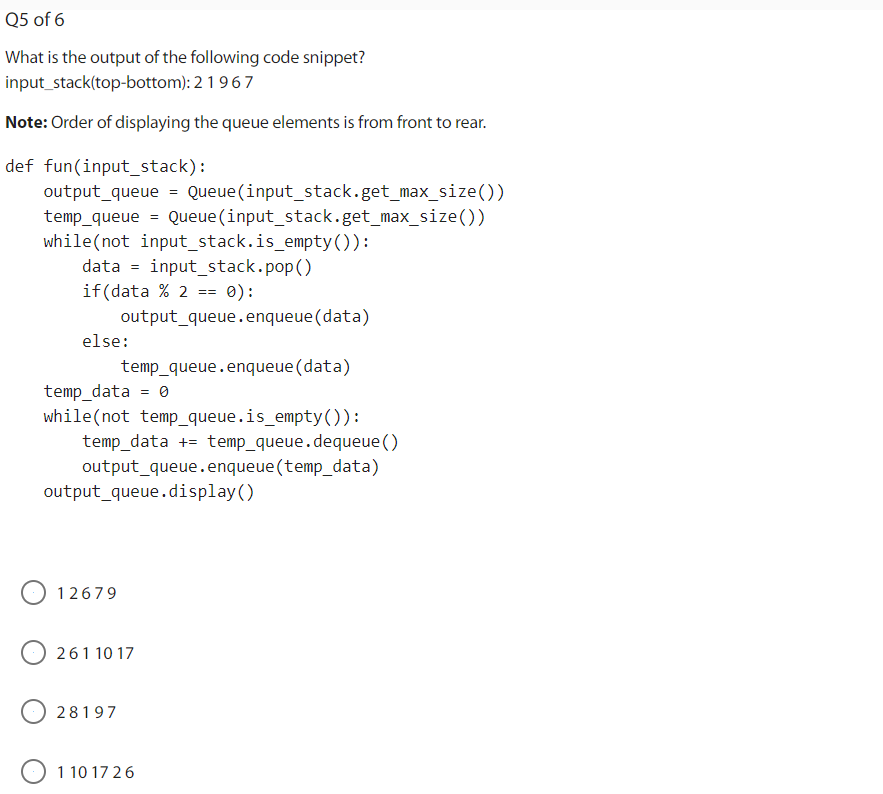 Q5 of 6
What is the output of the following code snippet?
input_stack(top-bottom): 2 1 9 6 7
Note: Order of displaying the queue elements is from front to rear.
def fun(input_stack):
    output_queue = Queue(input_stack.get_max_size())
    temp_queue = Queue(input_stack.get_max_size())
    while(not input_stack.is_empty()):
        data = input_stack.pop()
        if(data % 2 == 0):
            output_queue.enqueue(data)
        else:
            temp_queue.enqueue(data)
    temp_data = 0
    while(not temp_queue.is_empty()):
        temp_data += temp_queue.dequeue()
        output_queue.enqueue(temp_data)
    output_queue.display()
1 2 6 7 9
2 6 1 10 17
2 8 1 9 7
1 10 17 2 6